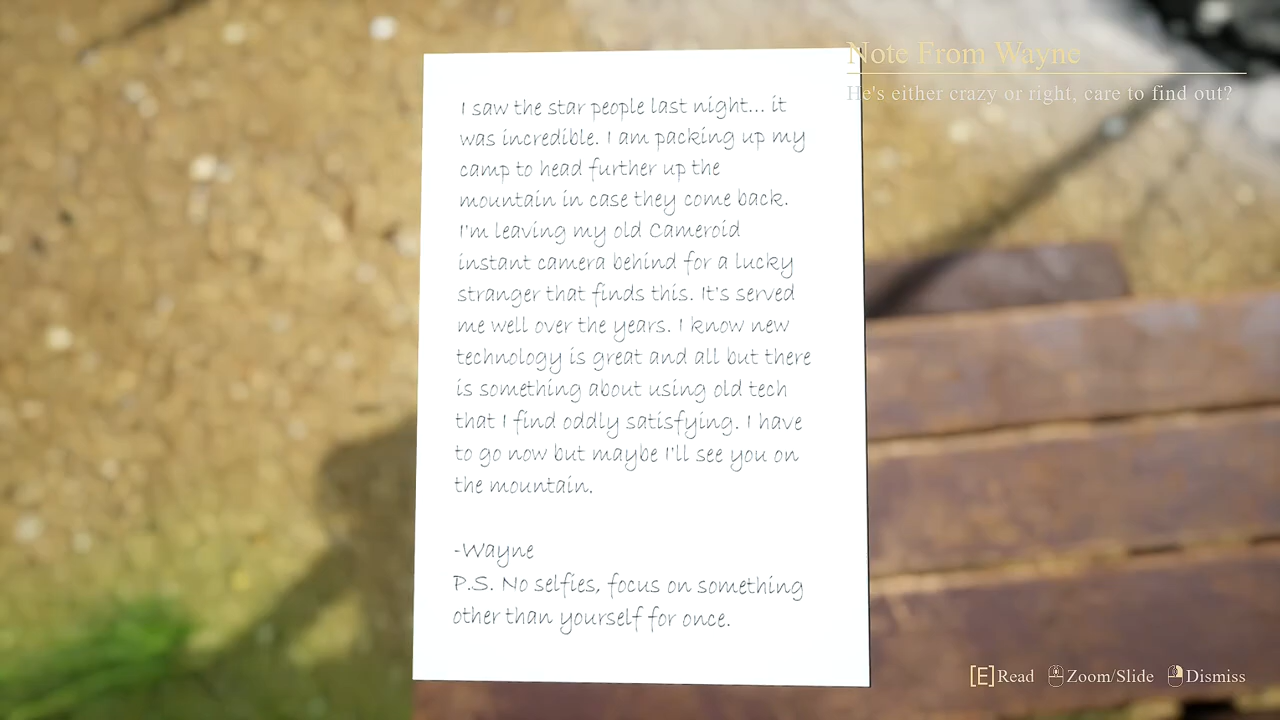 Note From Wayne
He's either crazy or right, care to find out?
I saw the star people last night... it
was incredible. I am packing up my
camp to head further up the
mountain in case they come back.
I'm leaving my old Cameroid
instant camera behind for a lucky
stranger that finds this. It's served
me well over the years. I know new
technology is great and all but there
is something about using old tech
that I find oddly satisfying. I have
to go now but maybe I'll see you on
the mountain.
-Wayne
P.S. No selfies, focus on something
other than yourself for once.
[E]Read Zoom/Slide Dismiss